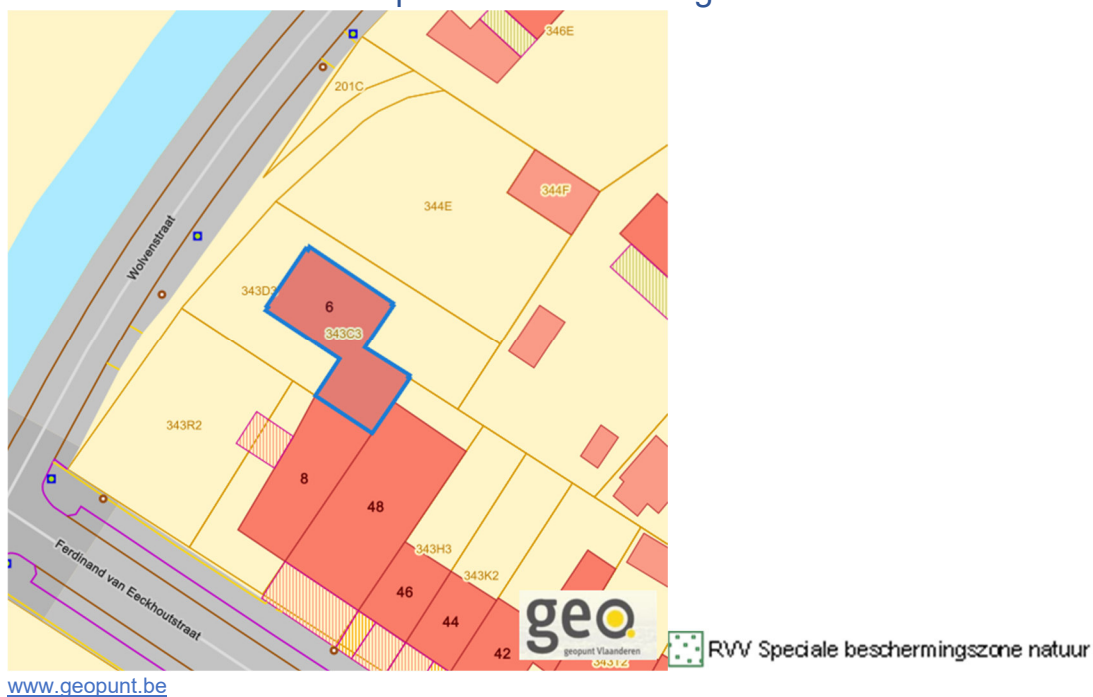 346E
201C
344F
344E
Wolvenstraat
343D3
6
343C3
343R2
8
48
343H3
343K2
Ferdinand van Eeckhoutstraat
46
44
42
geo
geopunt Vlaanderen
RVV Speciale beschermingszone natuur
www.geopunt.be